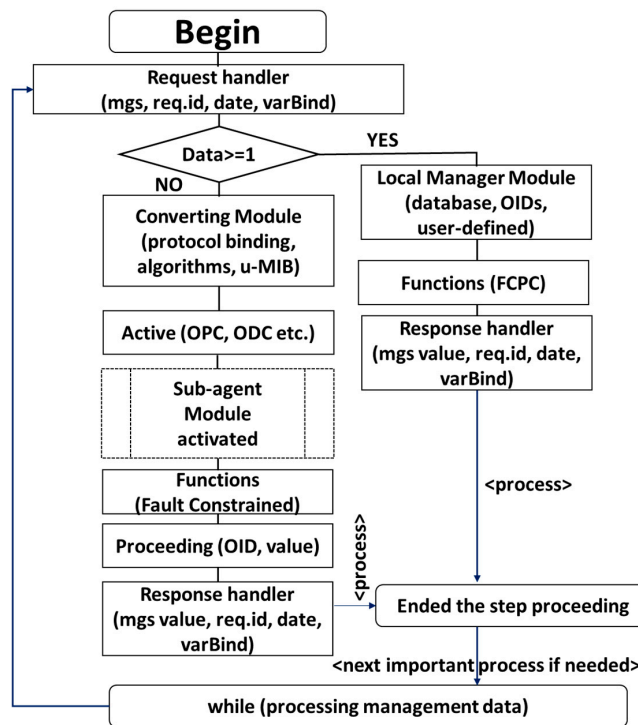 Begin
Request handler
(mgs, req.id, date, varBind)
Data>=1
YES
NO
Local Manager Module
(database, OIDs,
user-defined)
Converting Module
(protocol binding,
algorithms, u-MIB)
Functions (FCPC)
Active (OPC, ODC etc.)
Response handler
(mgs value, req.id, date,
varBind)
Sub-agent
Module
activated
Functions
(Fault Constrained)
<process>
Proceeding (OID, value)
<process>
Response handler
(mgs value, req.id, date,
varBind)
Ended the step proceeding
<next important process if needed>
while (processing management data)